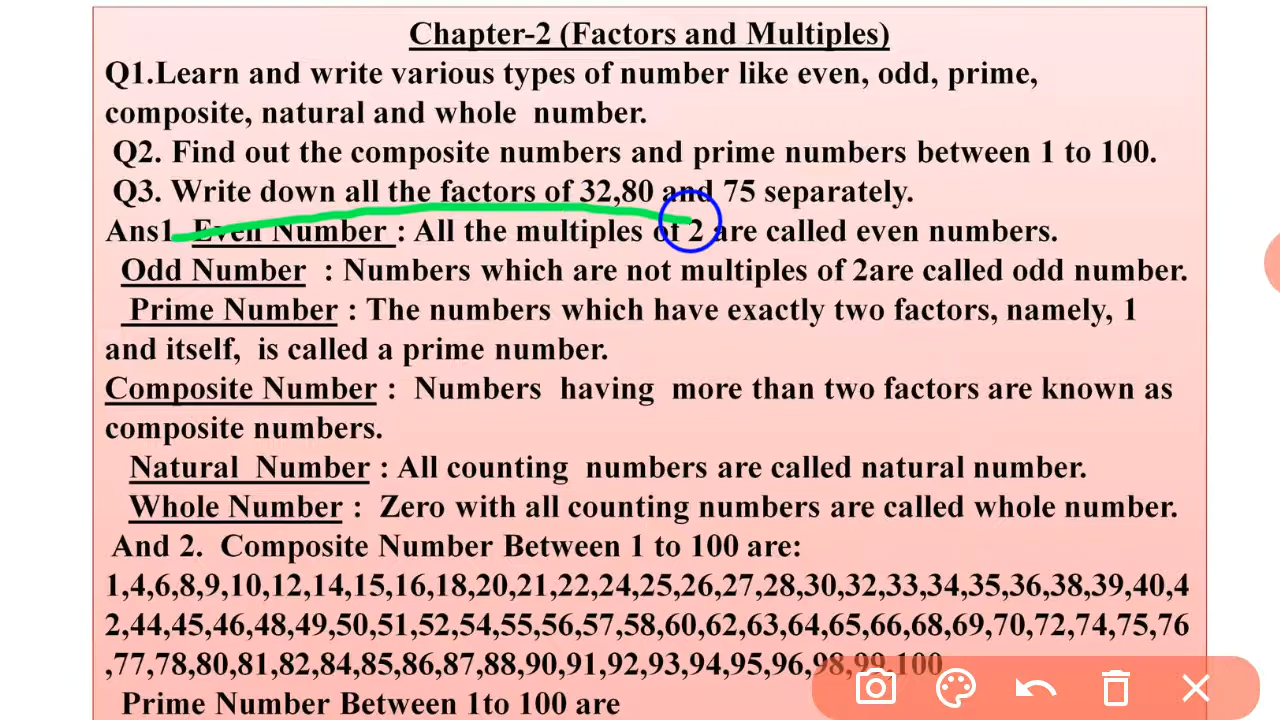 Chapter-2 (Factors and Multiples)
Q1.Learn and write various types of number like even, odd, prime,
composite, natural and whole number.
Q2. Find out the composite numbers and prime numbers between 1 to 100.
Q3. Write down all the factors of 32,80 and 75 separately.
Ans1 Even Number : All the multiples of 2 are called even numbers.
Odd Number : Numbers which are not multiples of 2are called odd number.
Prime Number : The numbers which have exactly two factors, namely, 1
and itself, is called a prime number.
Composite Number : Numbers having more than two factors are known as
composite numbers.
Natural Number : All counting numbers are called natural number.
Whole Number : Zero with all counting numbers are called whole number.
And 2. Composite Number Between 1 to 100 are:
1,4,6,8,9,10,12,14,15,16,18,20,21,22,24,25,26,27,28,30,32,33,34,35,36,38,39,40,4
2,44,45,46,48,49,50,51,52,54,55,56,57,58,60,62,63,64,65,66,68,69,70,72,74,75,76
,77,78,80,81,82,84,85,86,87,88,90,91,92,93,94,95,96,98,99,100
Prime Number Between 1to 100 are